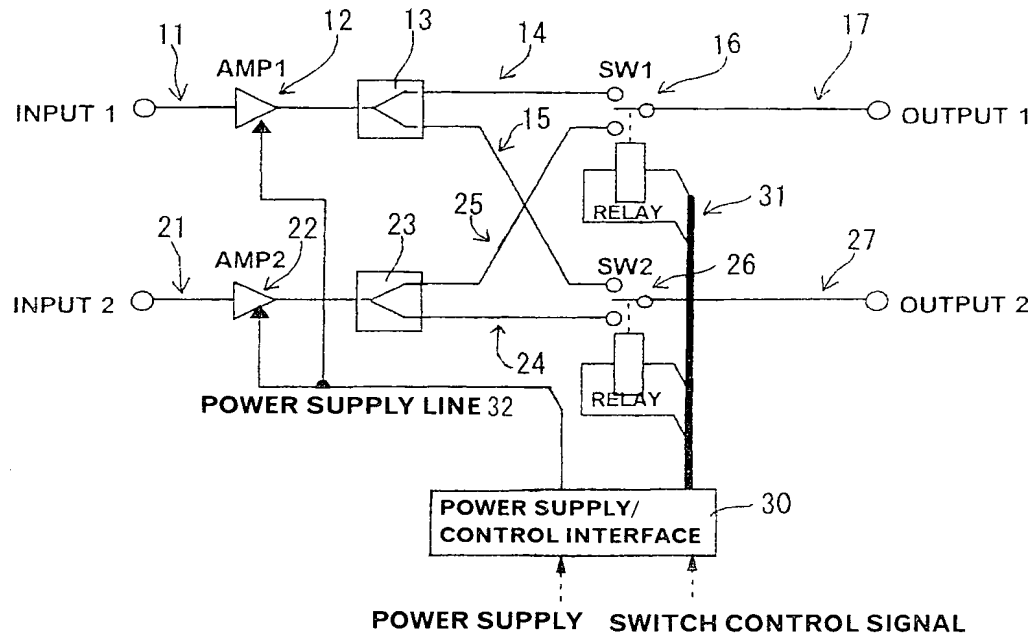 11
12
13
14
16
17
AMP1
SW1
INPUT 1
OUTPUT 1
15
RELAY
31
21
22
23
25
AMP2
SW2
26
27
INPUT 2
OUTPUT 2
24
RELAY
POWER SUPPLY LINE 32
POWER SUPPLY/
CONTROL INTERFACE
30
POWER SUPPLY
SWITCH CONTROL SIGNAL